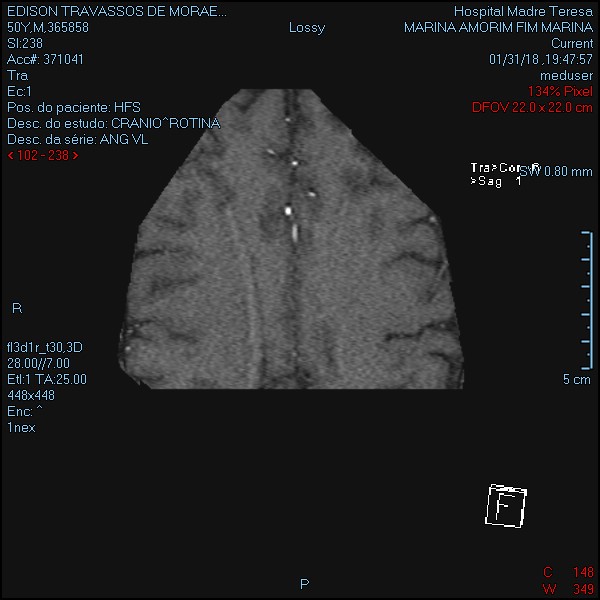 EDISON TRAVASSOS DE MORAE...
50Y,M,365858
Sl:238
Acc#: 371041
Tra
Ec:1
Pos. do paciente: HFS
Desc. do estudo: CRANIO^ROTINA
Desc. da série: ANG VL
< 102 - 238 >
Lossy
Hospital Madre Teresa
MARINA AMORIM FIM MARINA
Current
01/31/18 ,19:47:57
meduser
134% Pixel
DFOV 22.0 x 22.0 cm
Tra>Cor
SW 0.80 mm
>Sag 1
R
fl3d1r_t30,3D
28.00//7.00
Etl:1 TA:25.00
448x448
Enc: ^
1nex
5 cm
F
P
C 148
W 349